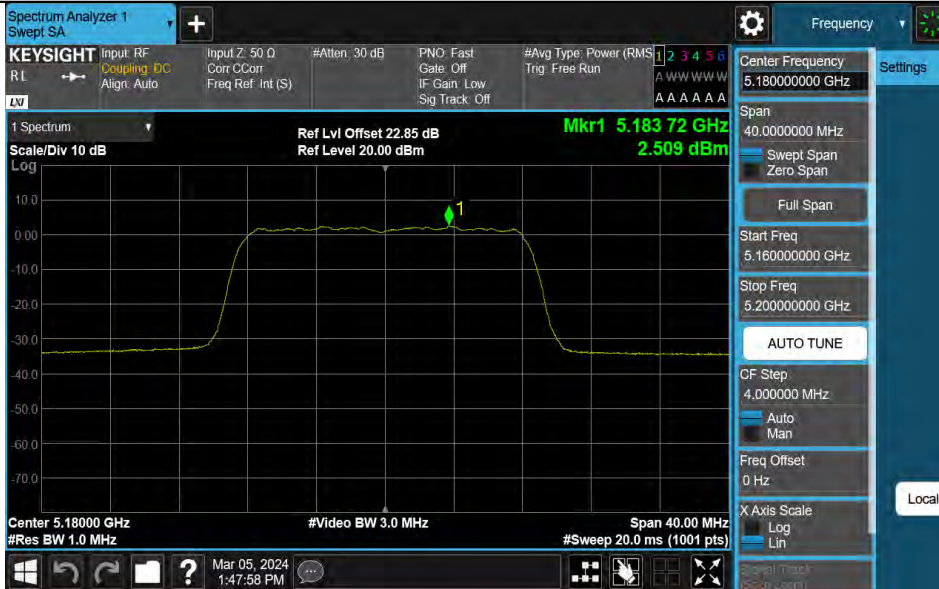 Spectrum Analyzer 1
Swept SA
+
Frequency
KEYSIGHT
RL
LXI
Input: RF
Coupling: DC
Align: Auto
Input Z: 50 Ω
Corr CCorr
Freq Ref: Int (S)
#Atten: 30 dB
PNO: Fast
Gate: Off
IF Gain: Low
Sig Track: Off
#Avg Type: Power (RMS
Trig: Free Run
1 2 3 4 5 6
A W W W W W
A A A A A A
1 Spectrum
Scale/Div 10 dB
Log
Ref Lvl Offset 22.85 dB
Ref Level 20.00 dBm
Mkr1 5.183 72 GHz
2.509 dBm
1
10.0
0.00
-10.0
-20.0
-30.0
-40.0
-50.0
-60.0
-70.0
Center 5.18000 GHz
#Res BW 1.0 MHz
#Video BW 3.0 MHz
Span 40.00 MHz
#Sweep 20.0 ms (1001 pts)
Mar 05, 2024
1:47:58 PM
?
Center Frequency
5.180000000 GHz
Span
40.0000000 MHz
Swept Span
Zero Span
Full Span
Start Freq
5.160000000 GHz
Stop Freq
5.200000000 GHz
AUTO TUNE
CF Step
4.000000 MHz
Auto
Man
Freq Offset
0 Hz
X Axis Scale
Log
Lin
Signal Track
Settings
Local